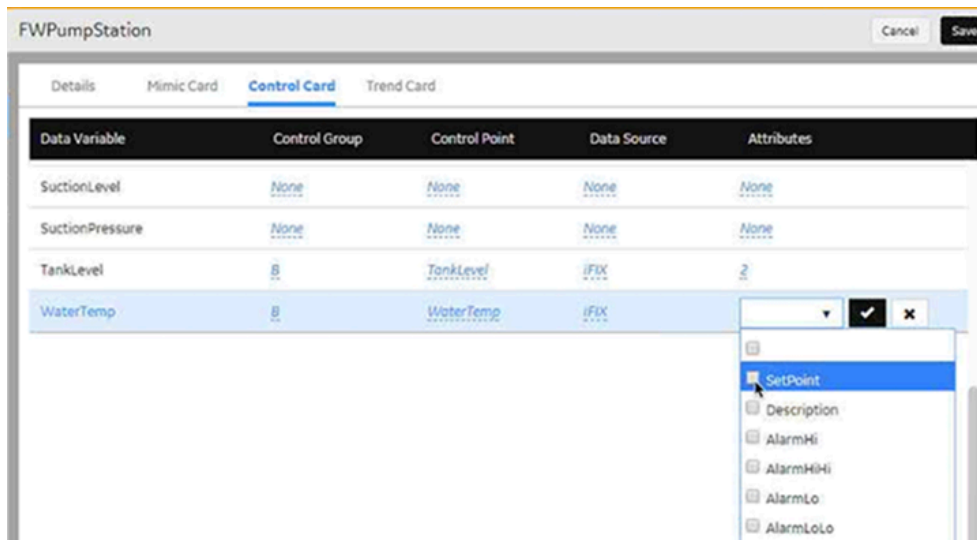 FWPumpStation Cancel Save
Details Mimic Card Control Card Trend Card
Data Variable Control Group Control Point Data Source Attributes
SuctionLevel None None None None
SuctionPressure None None None None
TankLevel B TankLevel iFIX 2
WaterTemp B WaterTemp iFIX
SetPoint
Description
AlarmHi
AlarmHiHi
AlarmLo
AlarmLoLo